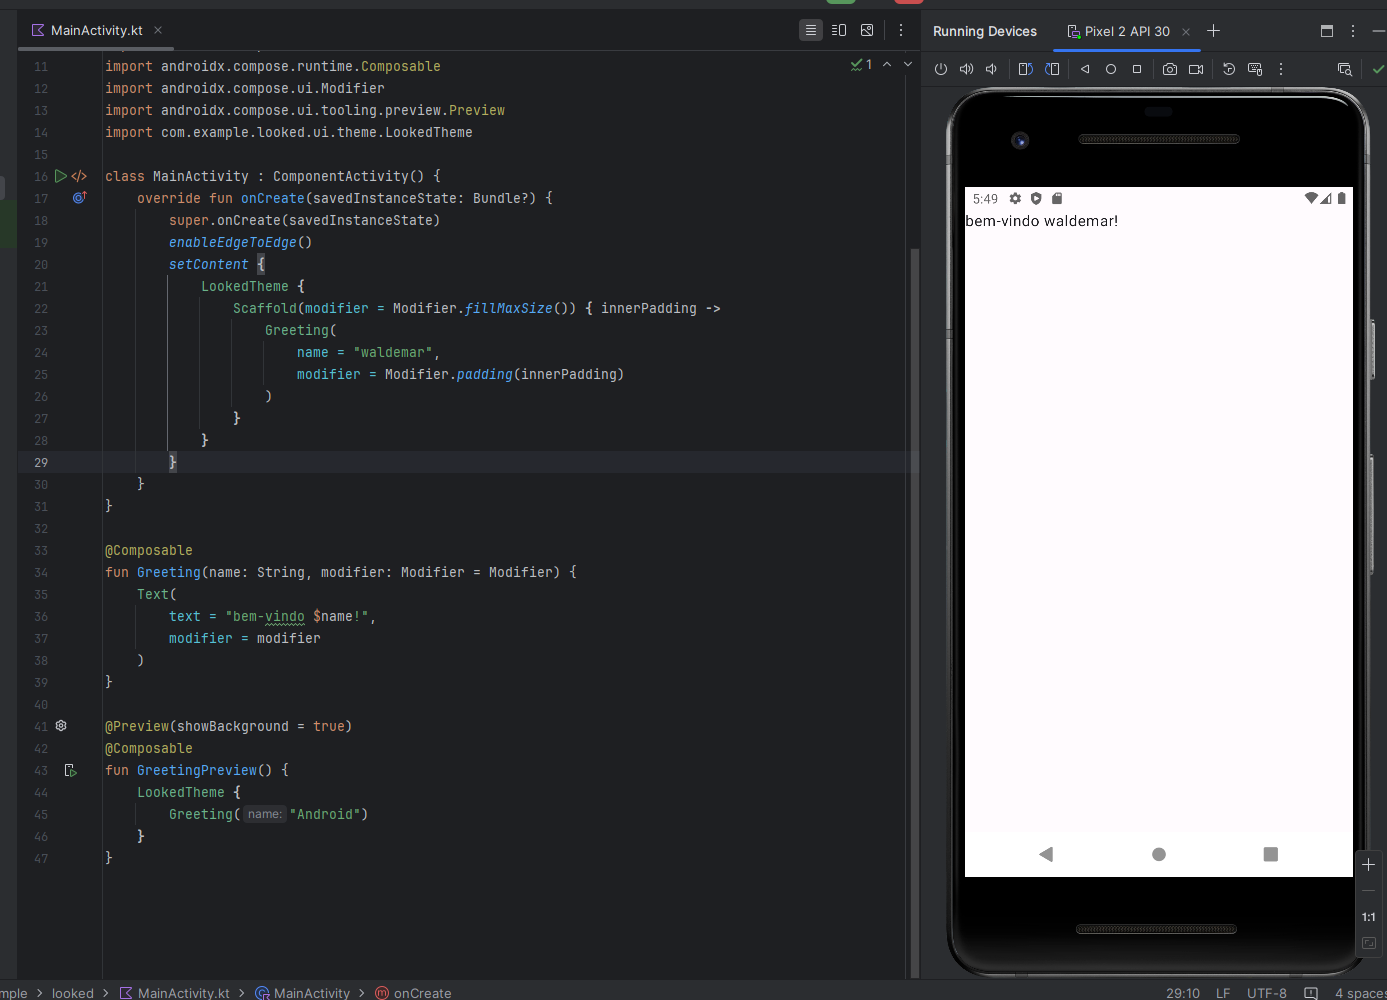 MainActivity.kt
Running Devices
Pixel 2 API 30
1
11 import androidx.compose.runtime.Composable
12 import androidx.compose.ui.Modifier
13 import androidx.compose.ui.tooling.preview.Preview
14 import com.example.looked.ui.theme.LookedTheme
15
16 class MainActivity : ComponentActivity() {
17 override fun onCreate(savedInstanceState: Bundle?) {
18 super.onCreate(savedInstanceState)
19 enableEdgeToEdge()
20 setContent {
21 LookedTheme {
22 Scaffold(modifier = Modifier.fillMaxSize()) { innerPadding ->
23 Greeting(
24 name = "waldemar",
25 modifier = Modifier.padding(innerPadding)
26 )
27 }
28 }
29 }
30 }
31 }
32
33 @Composable
34 fun Greeting(name: String, modifier: Modifier = Modifier) {
35 Text(
36 text = "bem-vindo $name!",
37 modifier = modifier
38 )
39 }
40
41 @Preview(showBackground = true)
42 @Composable
43 fun GreetingPreview() {
44 LookedTheme {
45 Greeting( name: "Android")
46 }
47 }
5:49
bem-vindo waldemar!
1:1
mple > looked > MainActivity.kt > MainActivity > onCreate
29:10 LF UTF-8 4 spaces